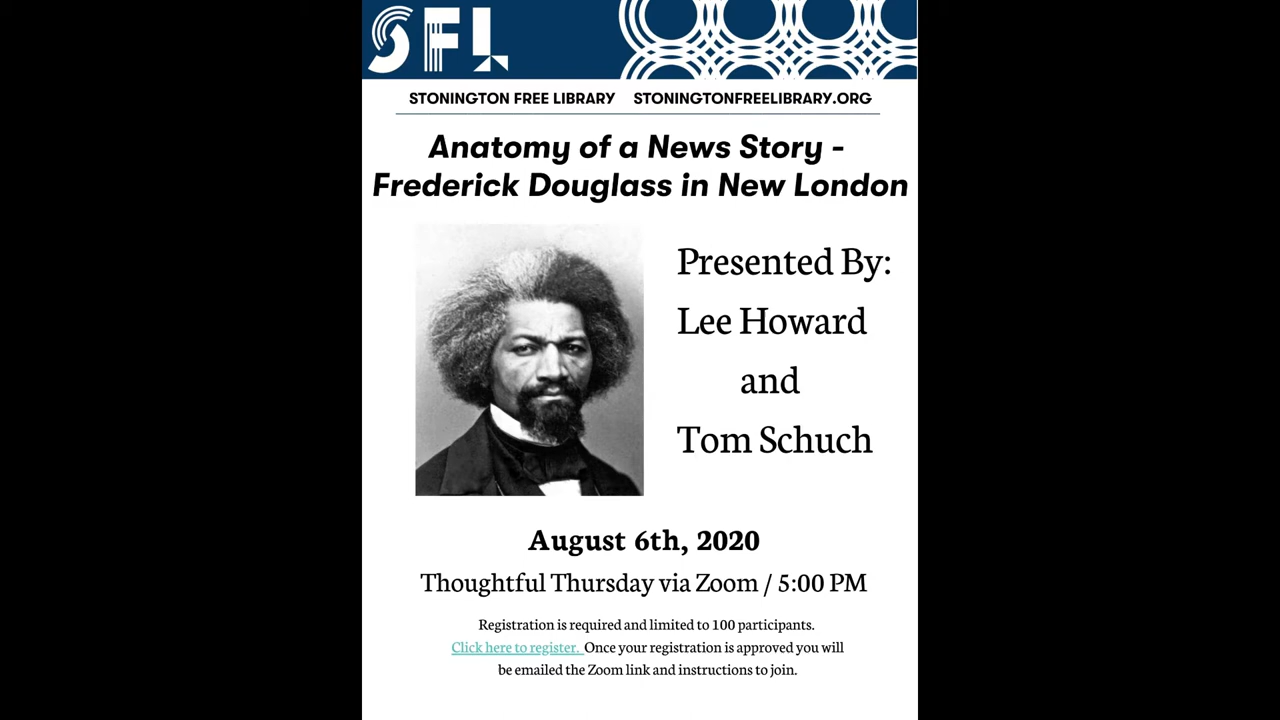 SFL
STONINGTON FREE LIBRARY STONINGTONFREELIBRARY.ORG
Anatomy of a News Story -
Frederick Douglass in New London
Presented By:
Lee Howard
and
Tom Schuch
August 6th, 2020
Thoughtful Thursday via Zoom / 5:00 PM
Registration is required and limited to 100 participants.
Click here to register. Once your registration is approved you will
be emailed the Zoom link and instructions to join.